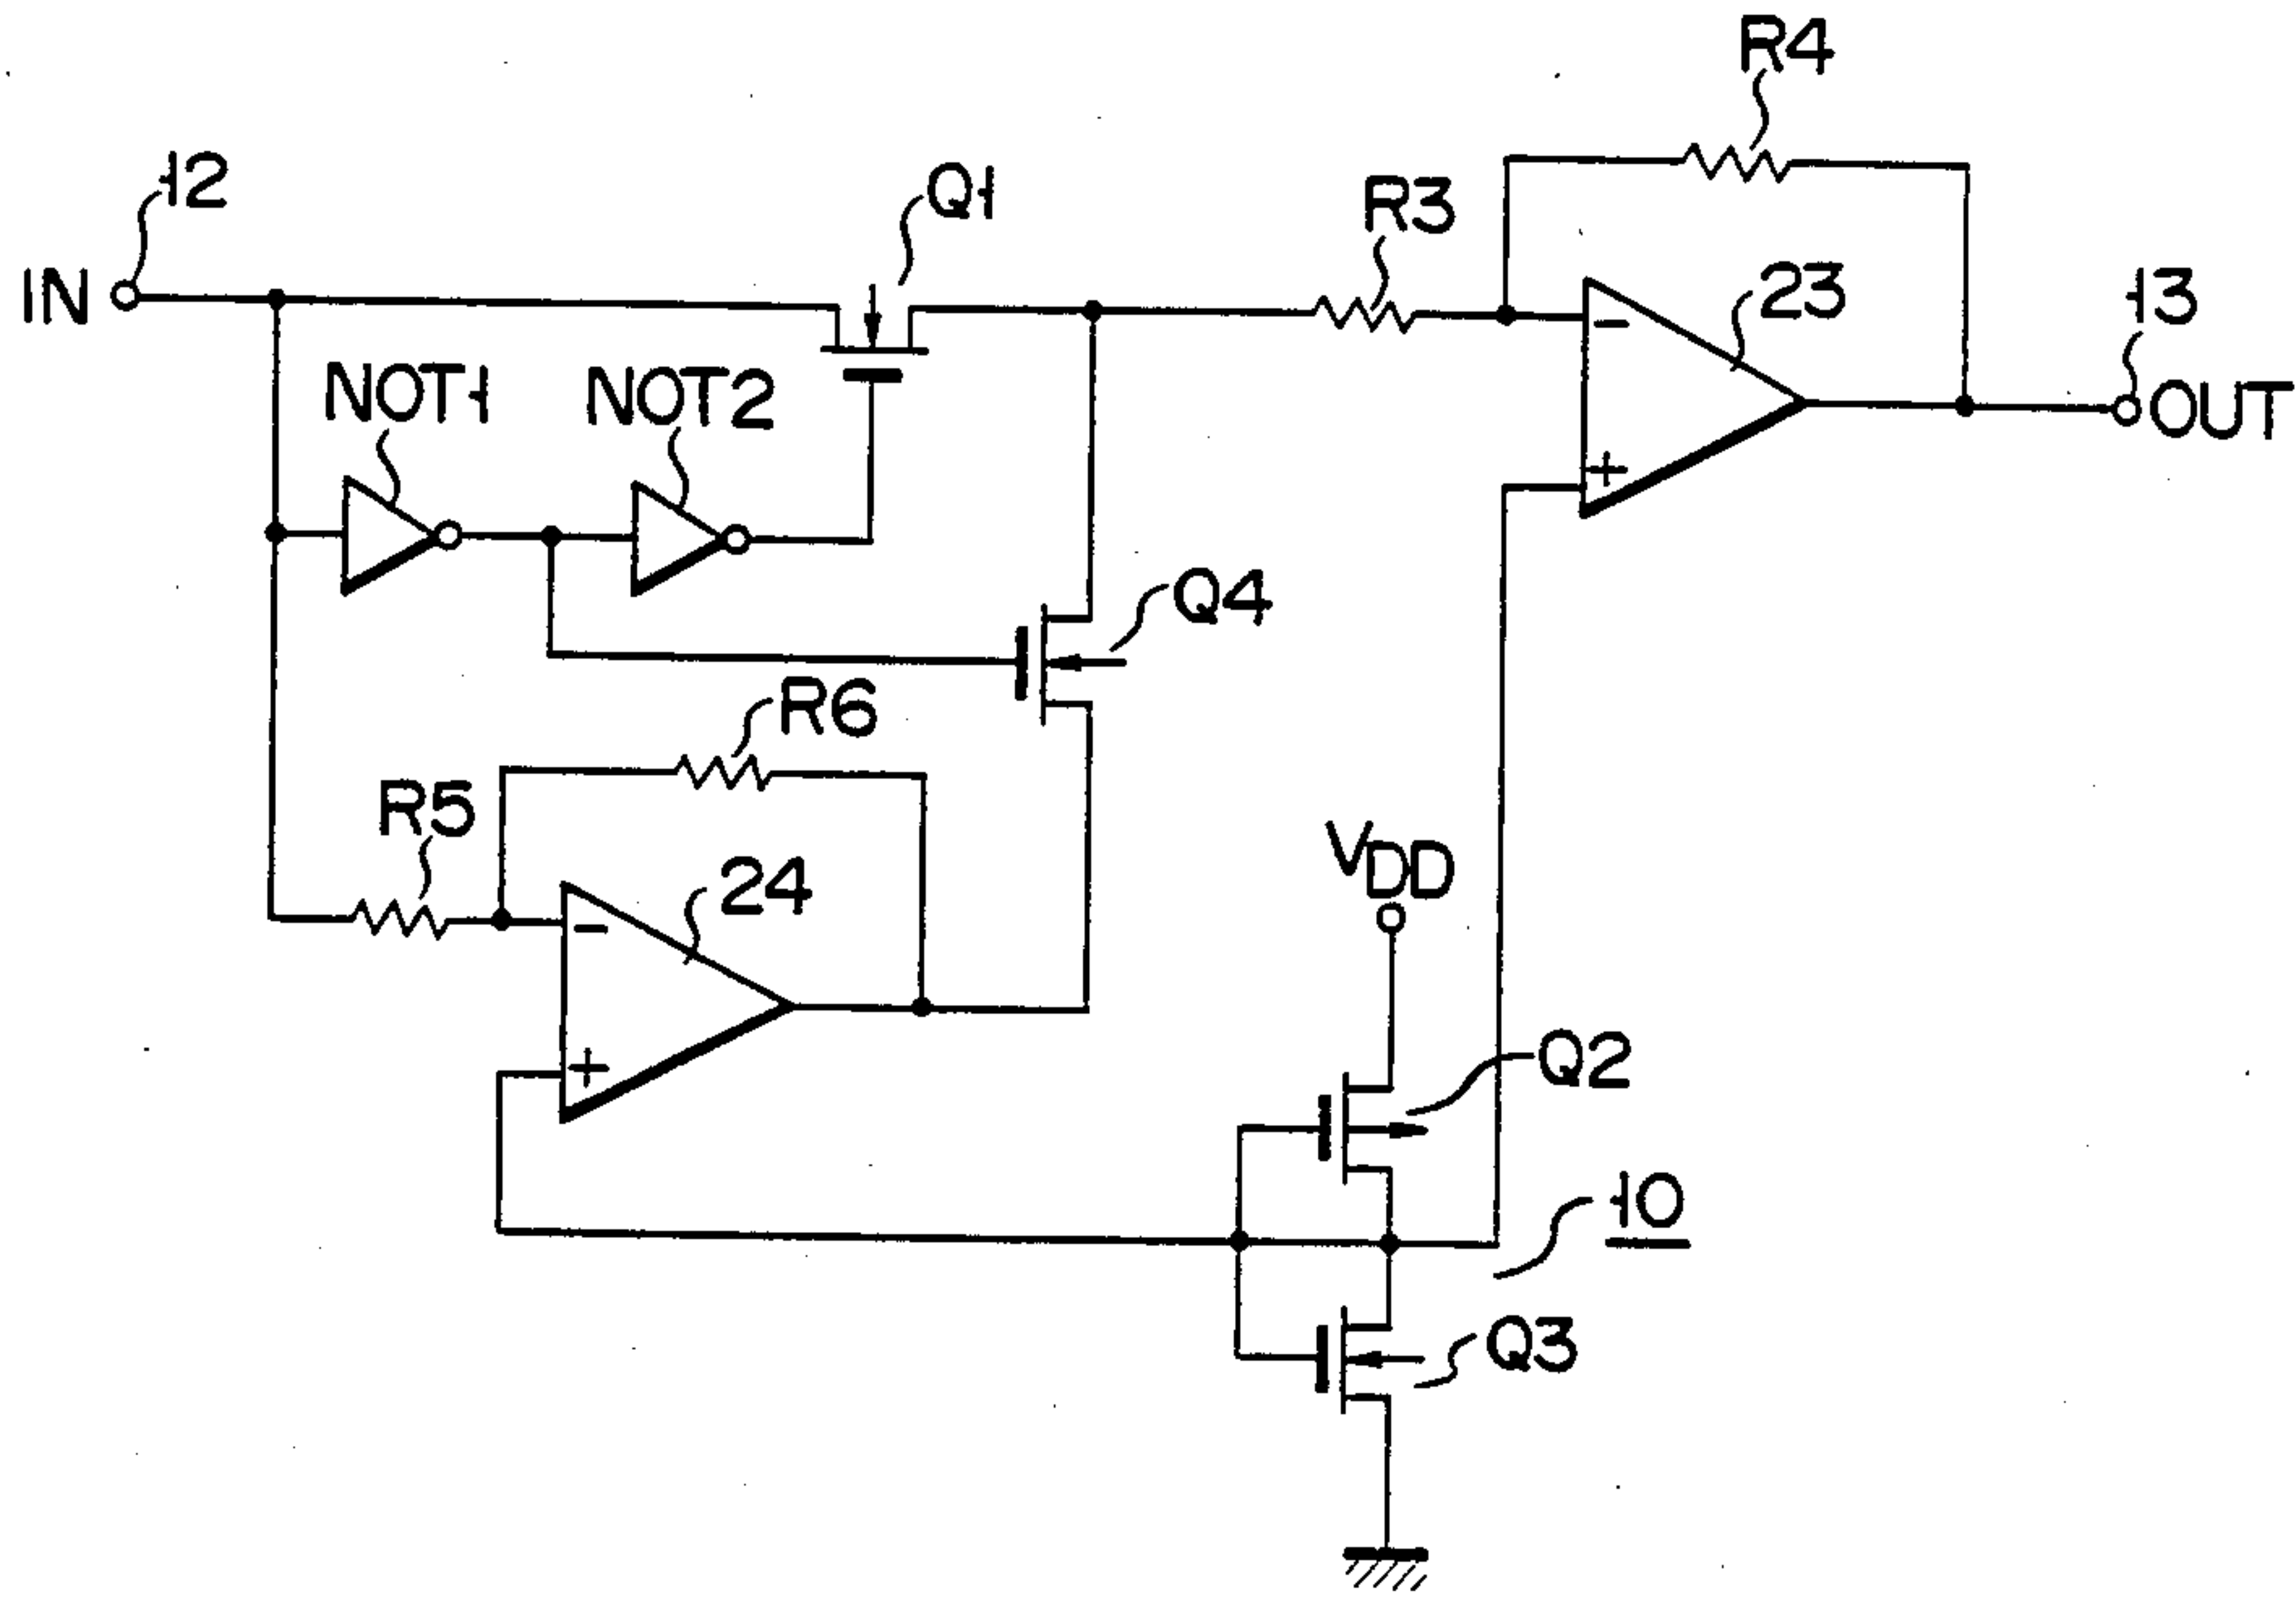 R4
12
Q1
R3
IN
23
13
NOT1
NOT2
OUT
-
+
Q4
R6
R5
24
VDD
-
+
Q2
10
Q3